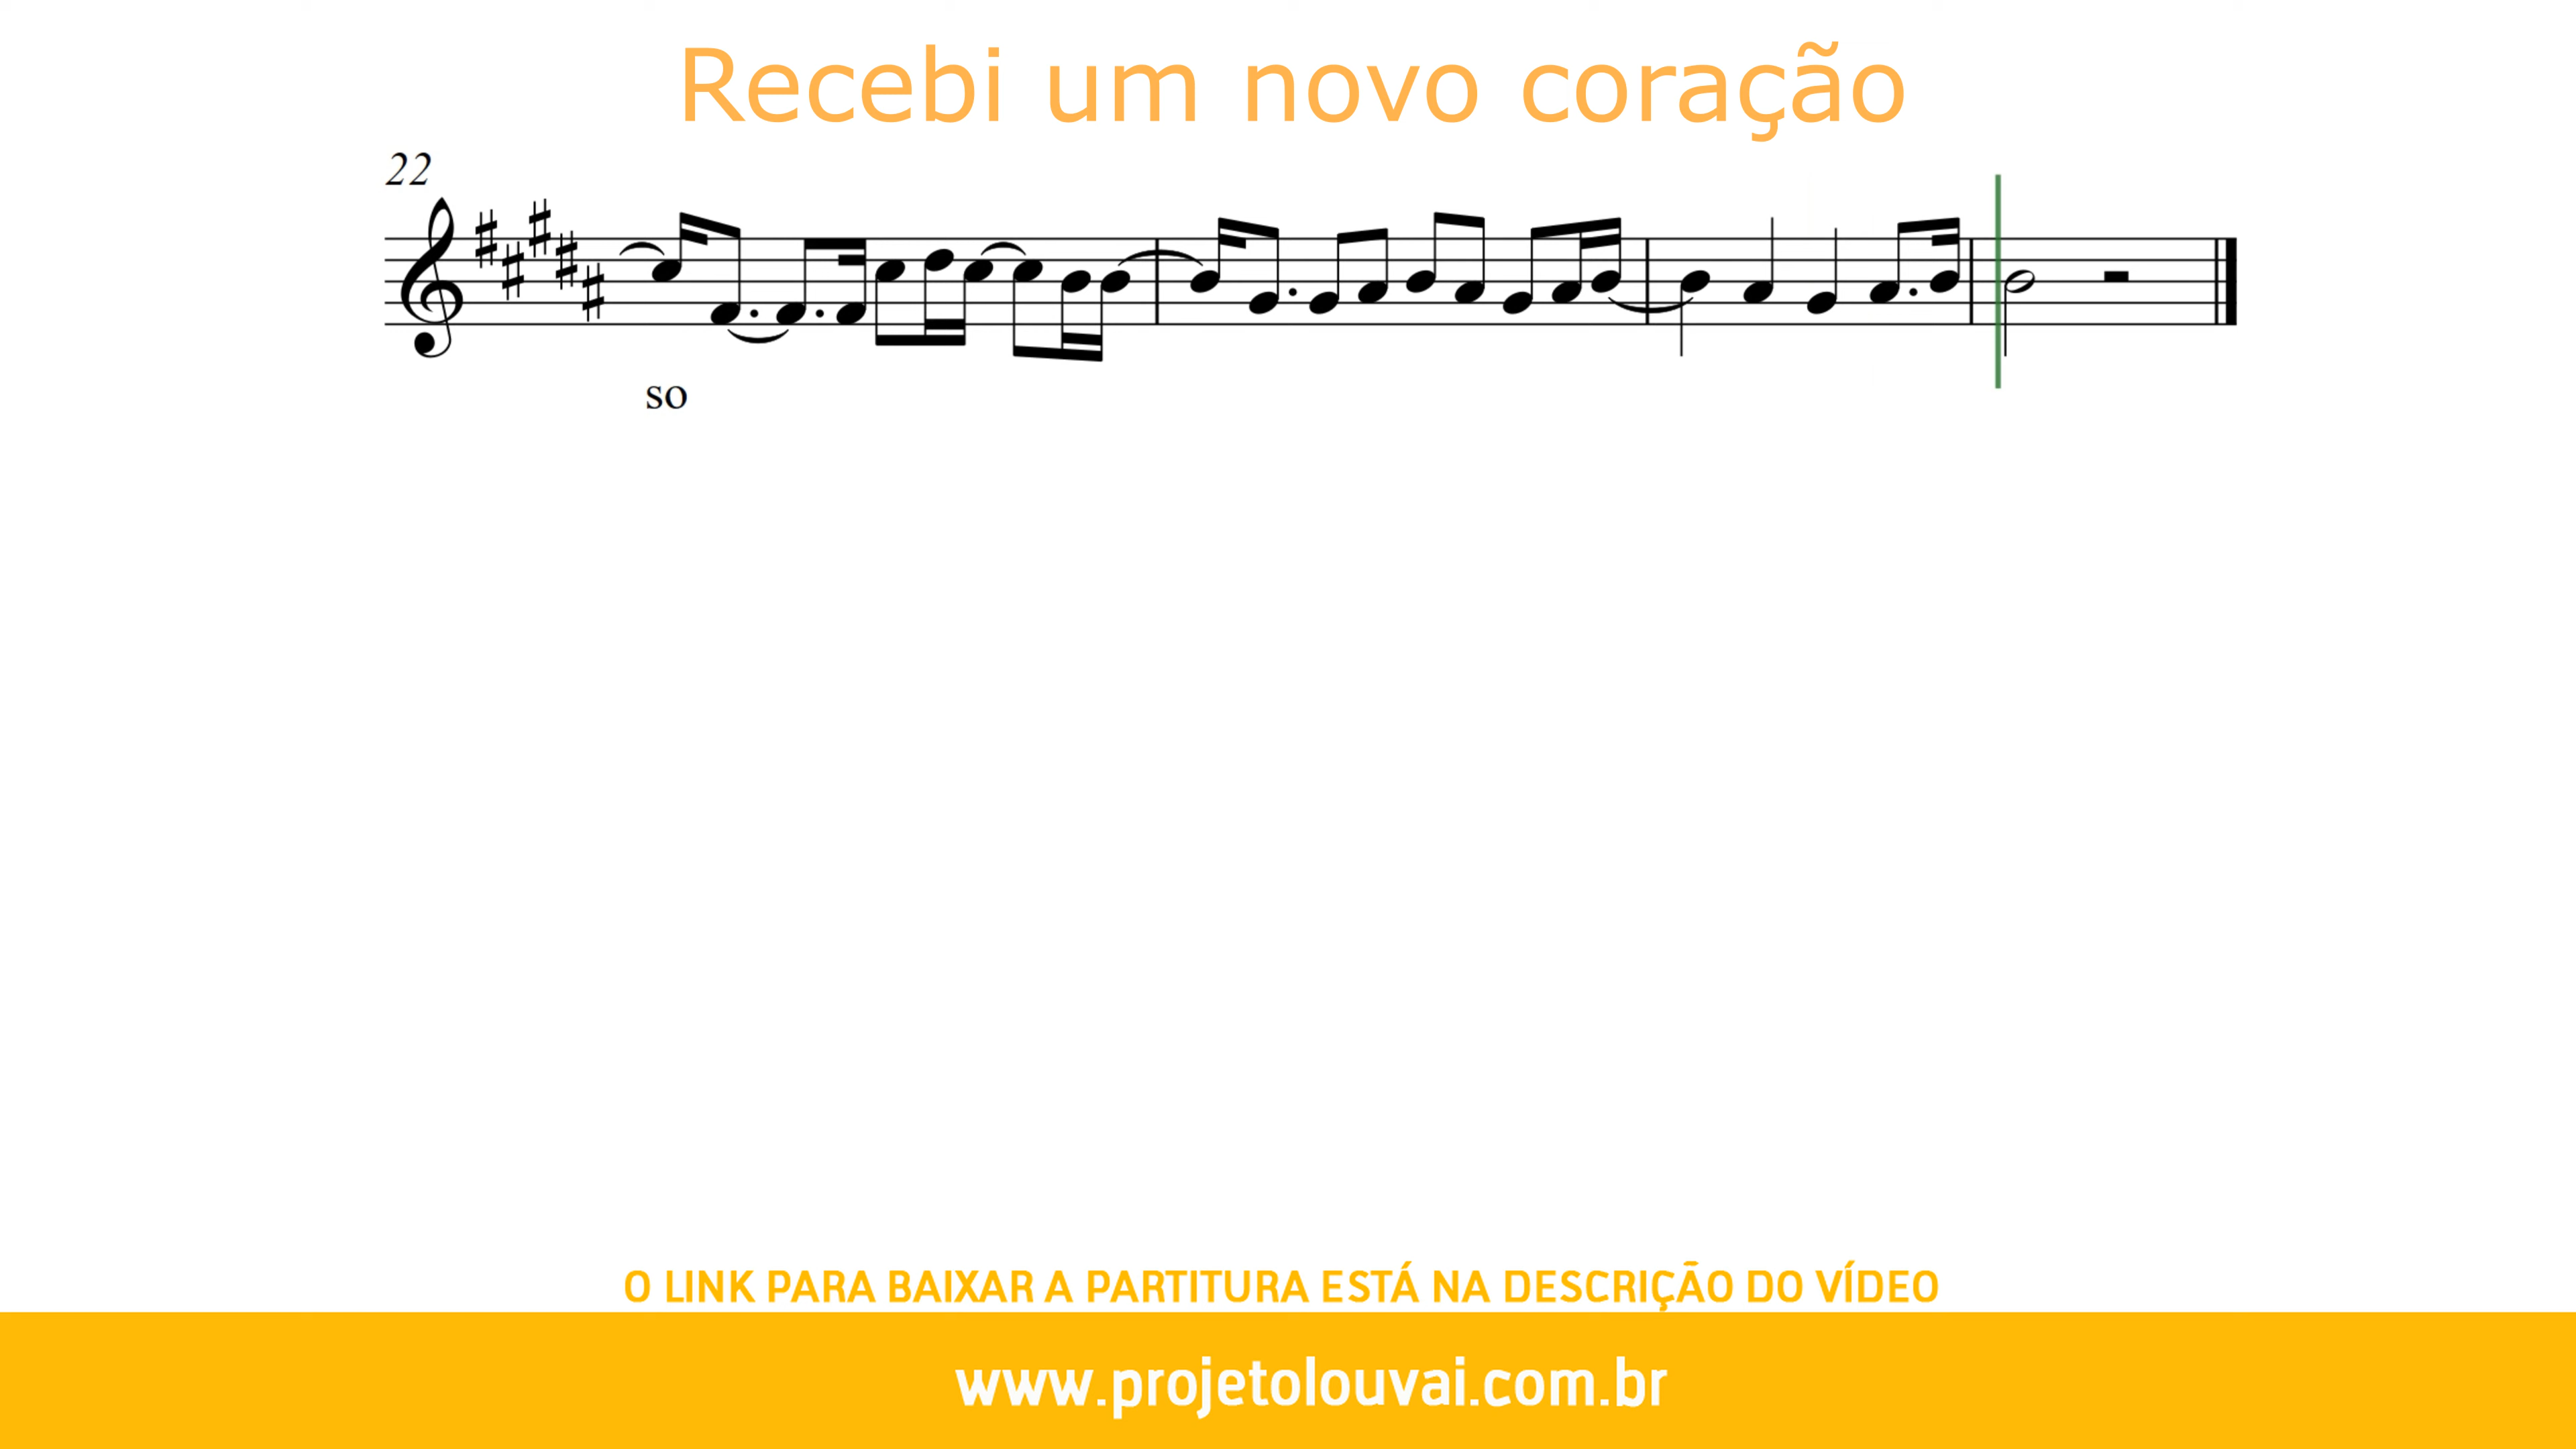 Recebi um novo coração
22
so
O LINK PARA BAIXAR A PARTITURA ESTÁ NA DESCRIÇÃO DO VÍDEO
www.projetolouvai.com.br